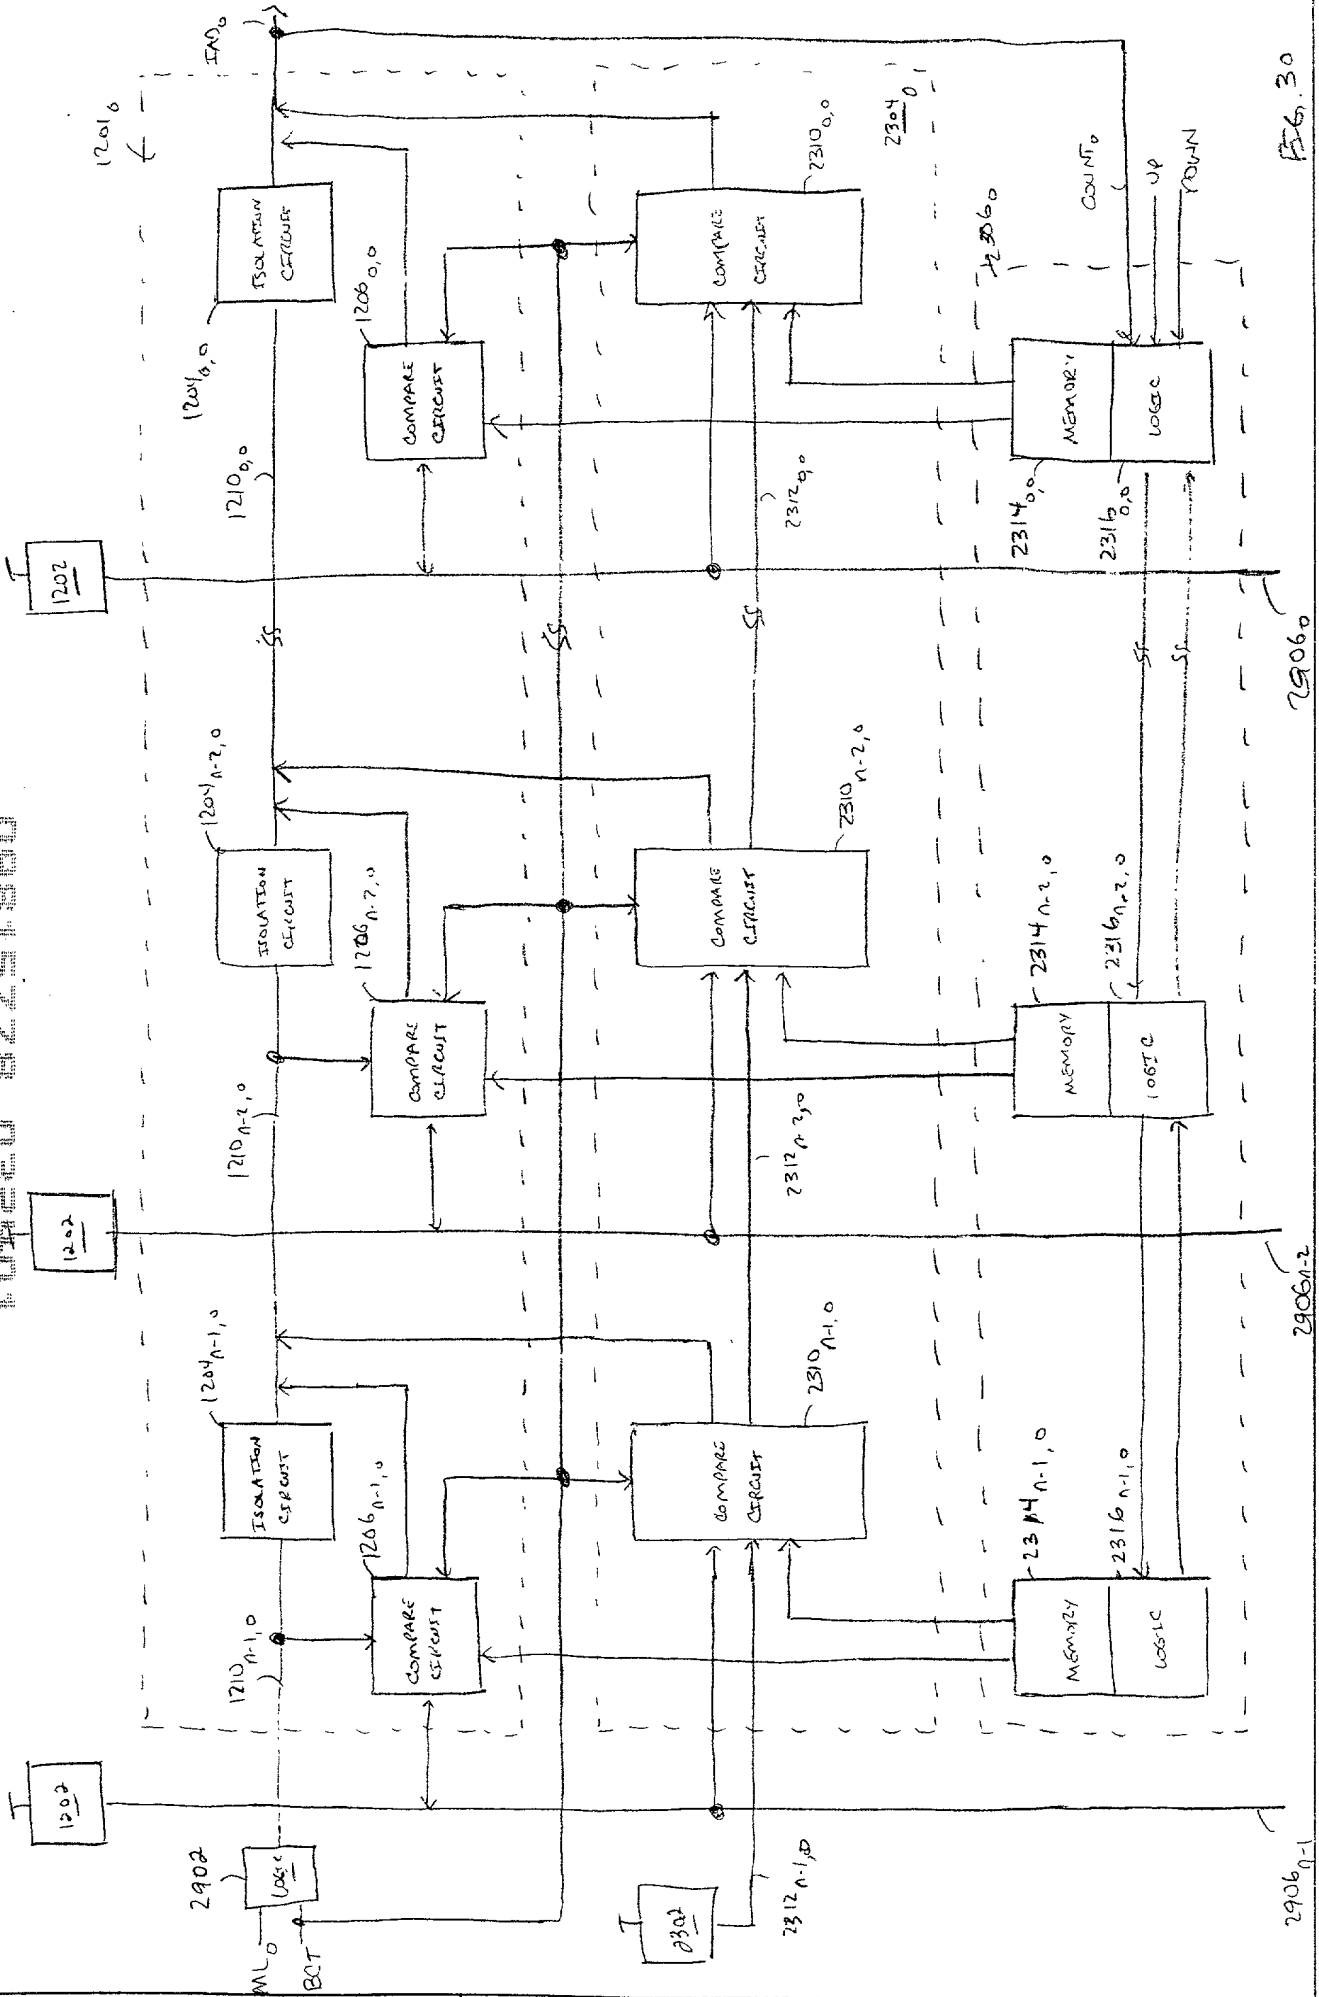 1201₀
INO₀
1202
1202
1202
2902
LOGIC
ML₀
BCT
1204n-1,0
ISOLATION
CIRCUIT
1204n-2,0
ISOLATION
CIRCUIT
1204₀,₀
ISOLATION
CIRCUIT
1210n-1,0
1210n-2,0
1210₀,₀
1206n-1,0
COMPARE
CIRCUIT
1206n-2,0
COMPARE
CIRCUIT
1206₀,₀
COMPARE
CIRCUIT
2304₀
2302
2312n-1,0
2310n-1,0
COMPARE
CIRCUIT
2312n-2,0
2310n-2,0
COMPARE
CIRCUIT
2312₀,₀
2310₀,₀
COMPARE
CIRCUIT
2306₀
COUNT₀
UP
DOWN
2314n-1,0
2316n-1,0
MEMORY
LOGIC
2314n-2,0
2316n-2,0
MEMORY
LOGIC
2314₀,₀
2316₀,₀
MEMORY
LOGIC
2906n-1
2906n-2
2906₀
FIG. 30